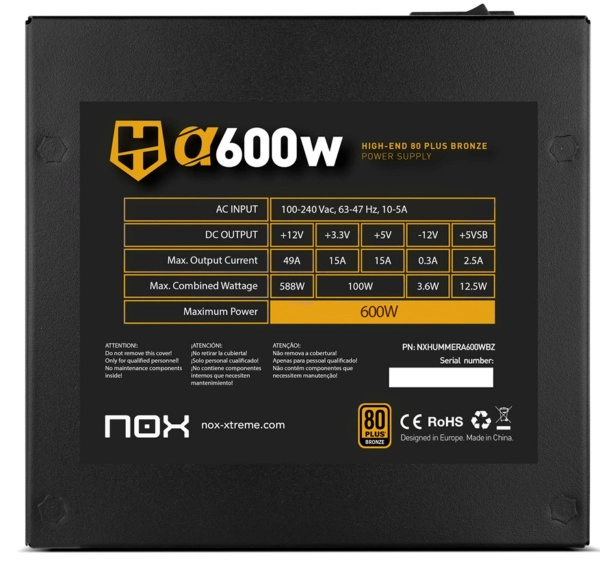 α600W
HIGH-END 80 PLUS BRONZE
POWER SUPPLY
AC INPUT 100-240 Vac, 63-47 Hz, 10-5A
DC OUTPUT +12V +3.3V +5V -12V +5VSB
Max. Output Current 49A 15A 15A 0.3A 2.5A
Max. Combined Wattage 588W 100W 3.6W 12.5W
Maximum Power 600W
ATTENTION:
Do not remove this cover!
Only for qualified personnel!
No maintenance components
inside!
¡ATENCIÓN!:
¡No retirar la cubierta!
¡Solo personal cualificado!
¡No contiene componentes
internos que necesiten
mantenimiento!
ATENÇÃO:
Não remova a cobertura!
Apenas para pessoal qualificado!
Não contém componentes que
necessitem manutenção!
PN: NXHUMMERA600WBZ
Serial number:
nox nox-xtreme.com
80
PLUS
BRONZE
CE RoHS
Designed in Europe. Made in China.